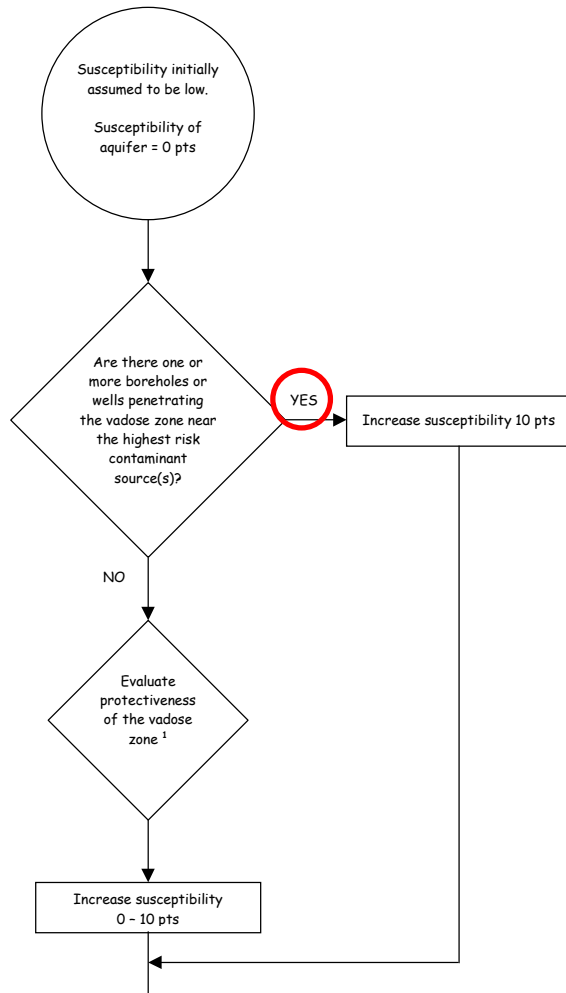 Susceptibility initially
assumed to be low.
Susceptibility of
aquifer = 0 pts
Are there one or
more boreholes or
wells penetrating
the vadose zone near
the highest risk
contaminant
source(s)?
YES
Increase susceptibility 10 pts
NO
Evaluate
protectiveness
of the vadose
zone ¹
Increase susceptibility
0 – 10 pts